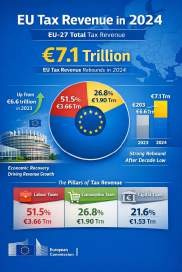 EU Tax Revenue in 2024
EU-27 Total Tax Revenue
€7.1 Trillion
EU Tax Revenue Rebounds in 2024!
Up from
€6.6 trillion
in 2023
51.5%
€3.66 Trn
26.8%
€1.90 Trn
€7.1 Trn
2023
2024
Economic Recovery
Driving Revenue Growth
Strong Rebound
After Decade Low
The Pillars of Tax Revenue
Labour Taxes
Consumption Taxes
51.5%
€3.66 Trn
26.8%
€1.90 Trn
21.6%
€1.53 Trn
European
Commission